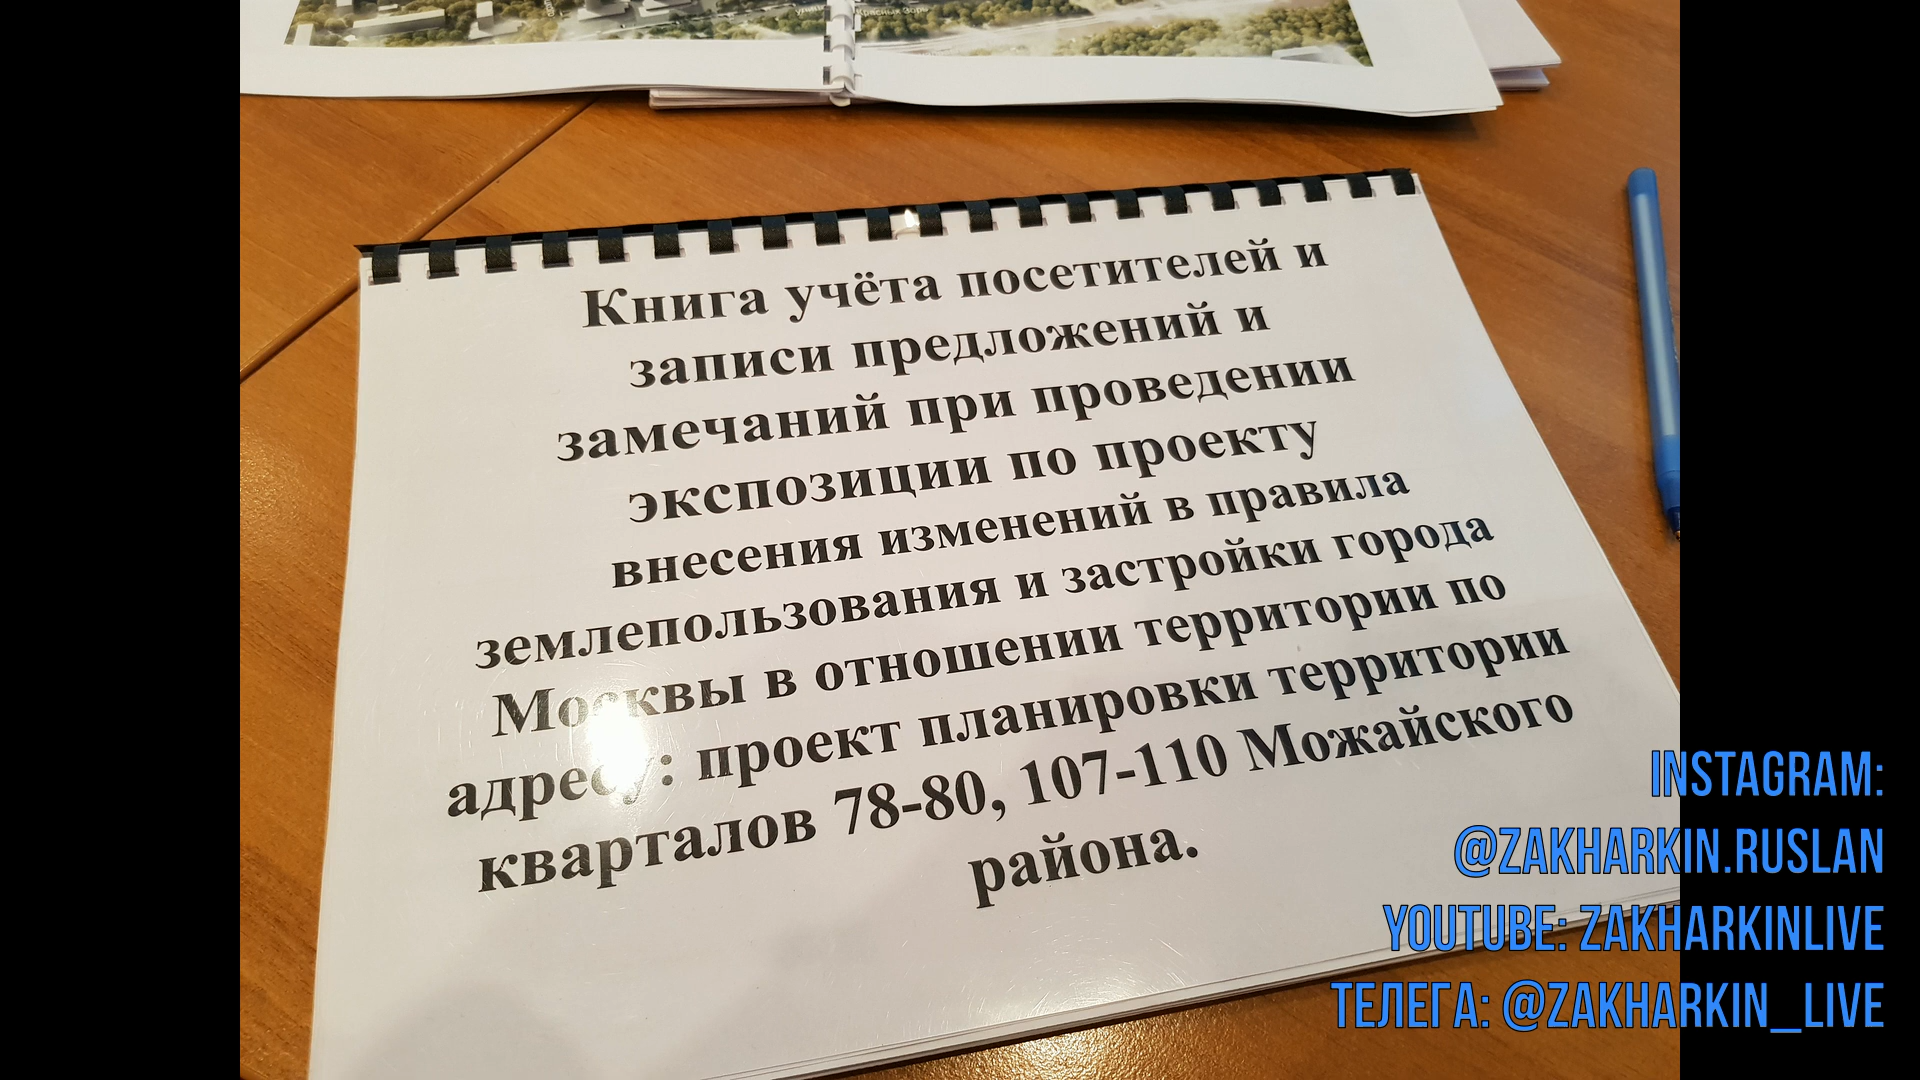 Красных Зорь
Книга учёта посетителей и
записи предложений и
замечаний при проведении
экспозиции по проекту
внесения изменений в правила
землепользования и застройки города
Москвы в отношении территории по
адресу: проект планировки территории
кварталов 78-80, 107-110 Можайского
района.
INSTAGRAM:
@ZAKHARKIN.RUSLAN
YOUTUBE: ZAKHARKINLIVE
ТЕЛЕГА: @ZAKHARKIN_LIVE